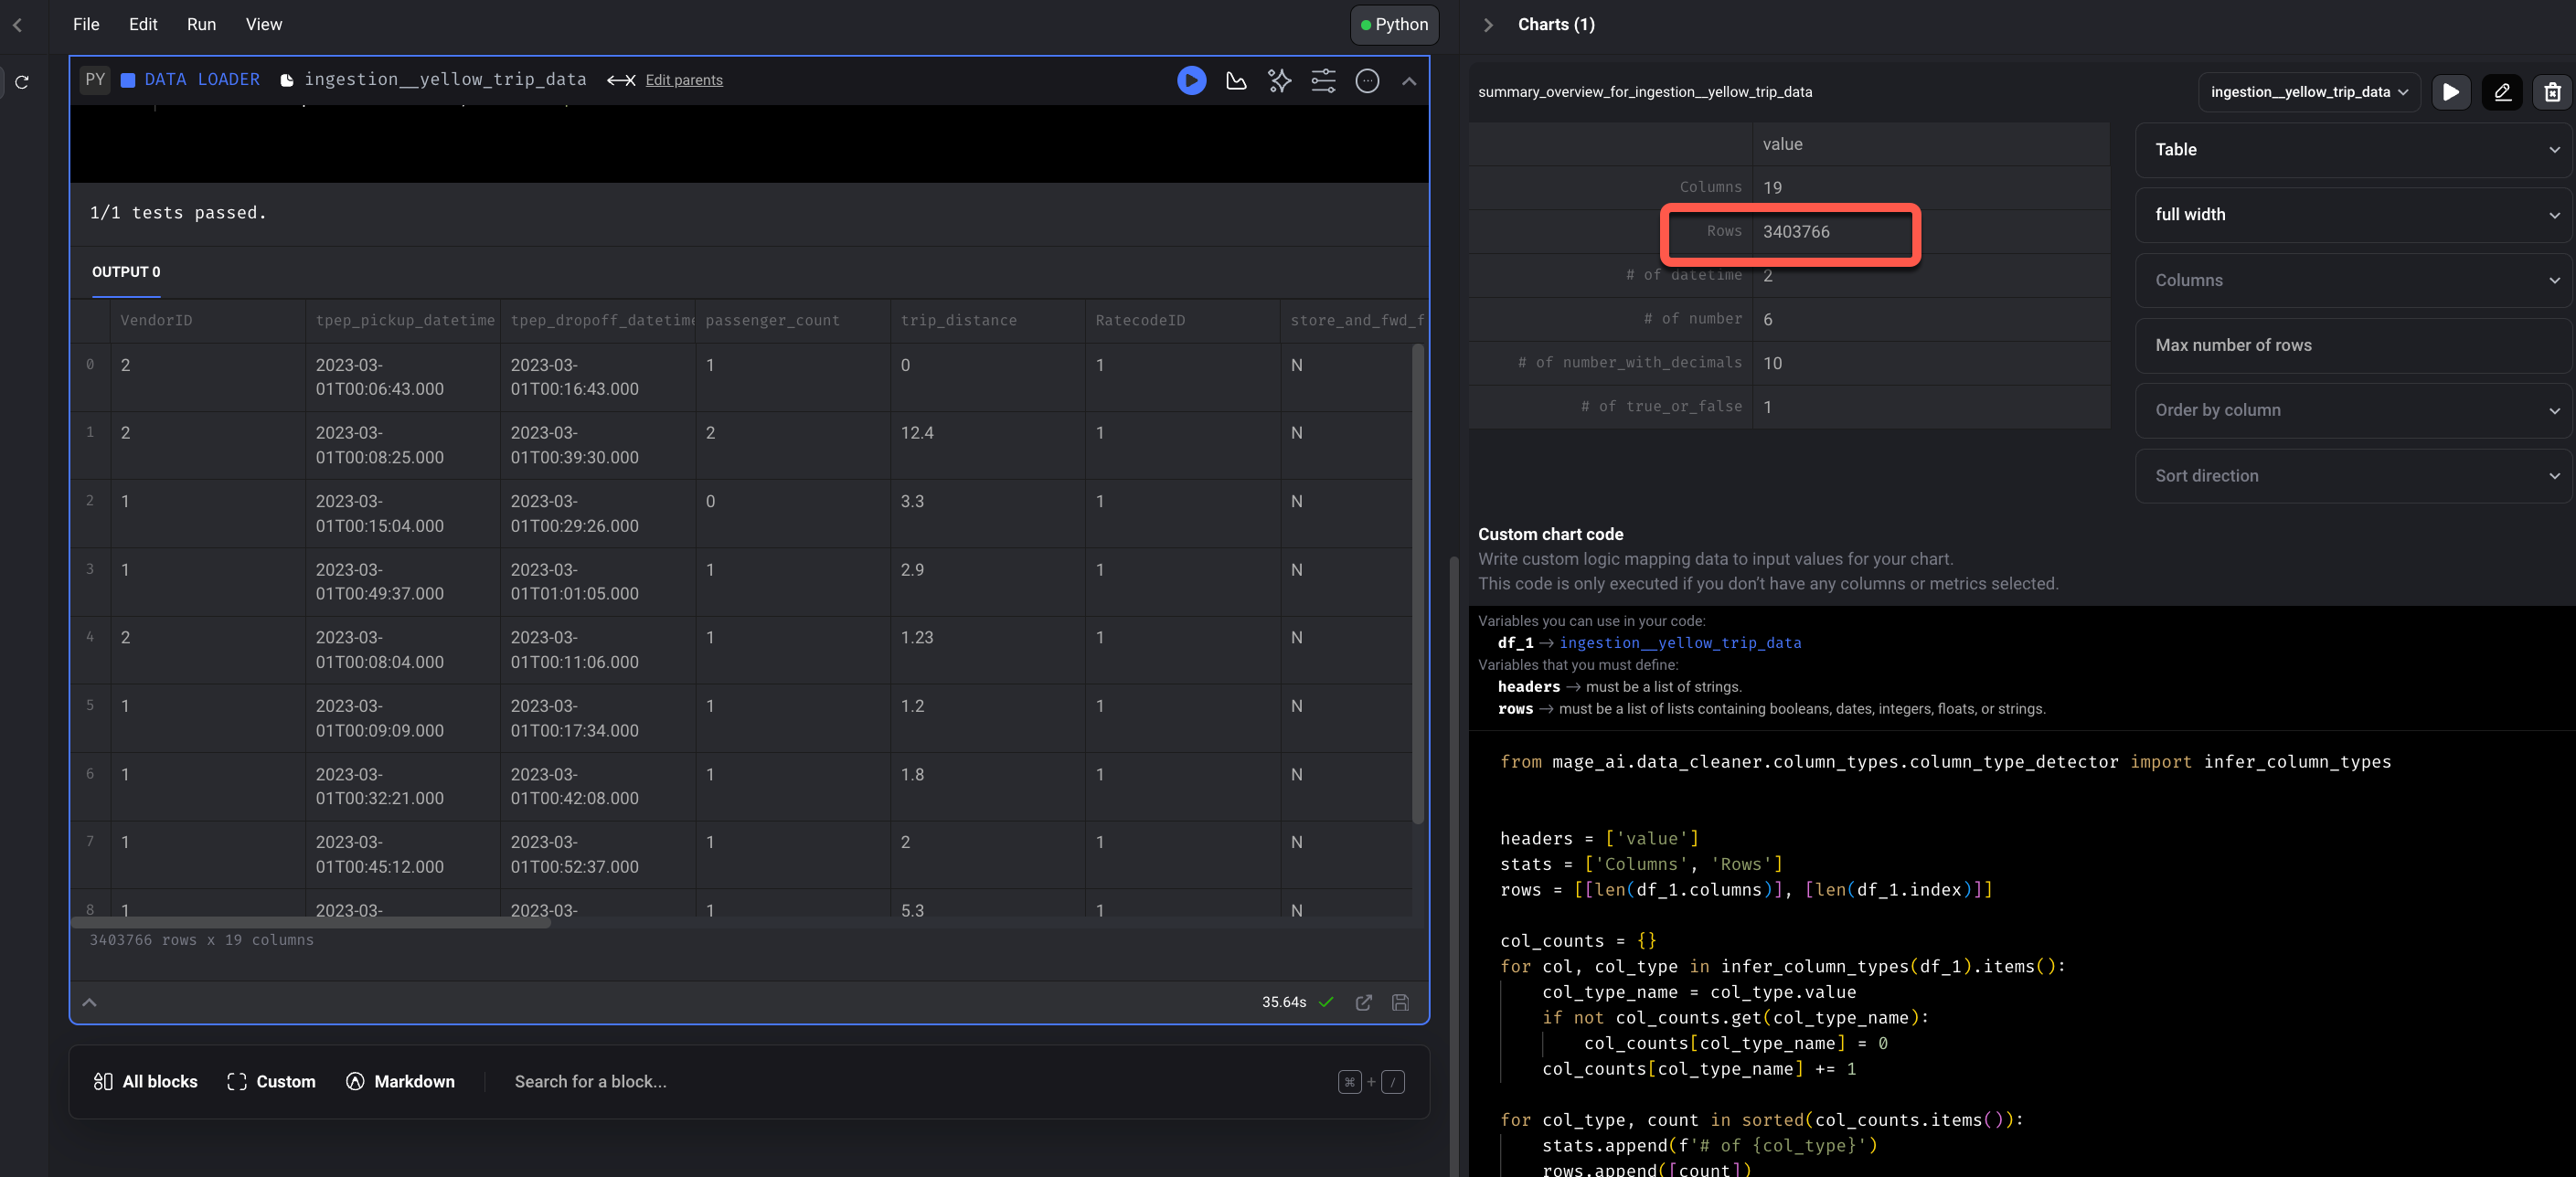 File Edit Run View
Python
Charts (1)
PY DATA LOADER ingestion__yellow_trip_data Edit parents
1/1 tests passed.
OUTPUT 0
VendorID tpep_pickup_datetime tpep_dropoff_datetime passenger_count trip_distance RatecodeID store_and_fwd_f
0 2 2023-03- 2023-03- 1 0 1 N
01T00:06:43.000 01T00:16:43.000
1 2 2023-03- 2023-03- 2 12.4 1 N
01T00:08:25.000 01T00:39:30.000
2 1 2023-03- 2023-03- 0 3.3 1 N
01T00:15:04.000 01T00:29:26.000
3 1 2023-03- 2023-03- 1 2.9 1 N
01T00:49:37.000 01T01:01:05.000
4 2 2023-03- 2023-03- 1 1.23 1 N
01T00:08:04.000 01T00:11:06.000
5 1 2023-03- 2023-03- 1 1.2 1 N
01T00:09:09.000 01T00:17:34.000
6 1 2023-03- 2023-03- 1 1.8 1 N
01T00:32:21.000 01T00:42:08.000
7 1 2023-03- 2023-03- 1 2 1 N
01T00:45:12.000 01T00:52:37.000
8 1 2023-03- 2023-03- 1 5.3 1 N
3403766 rows x 19 columns
35.64s
All blocks Custom Markdown Search for a block... ⌘ + /
summary_overview_for_ingestion__yellow_trip_data
ingestion__yellow_trip_data
value
Columns 19
Rows 3403766
# of datetime 2
# of number 6
# of number_with_decimals 10
# of true_or_false 1
Table
full width
Columns
Max number of rows
Order by column
Sort direction
Custom chart code
Write custom logic mapping data to input values for your chart.
This code is only executed if you don’t have any columns or metrics selected.
Variables you can use in your code:
df_1 → ingestion__yellow_trip_data
Variables that you must define:
headers → must be a list of strings.
rows → must be a list of lists containing booleans, dates, integers, floats, or strings.
from mage_ai.data_cleaner.column_types.column_type_detector import infer_column_types
headers = ['value']
stats = ['Columns', 'Rows']
rows = [[len(df_1.columns)], [len(df_1.index)]]
col_counts = {}
for col, col_type in infer_column_types(df_1).items():
col_type_name = col_type.value
if not col_counts.get(col_type_name):
col_counts[col_type_name] = 0
col_counts[col_type_name] += 1
for col_type, count in sorted(col_counts.items()):
stats.append(f'# of {col_type}')
rows.append([count])